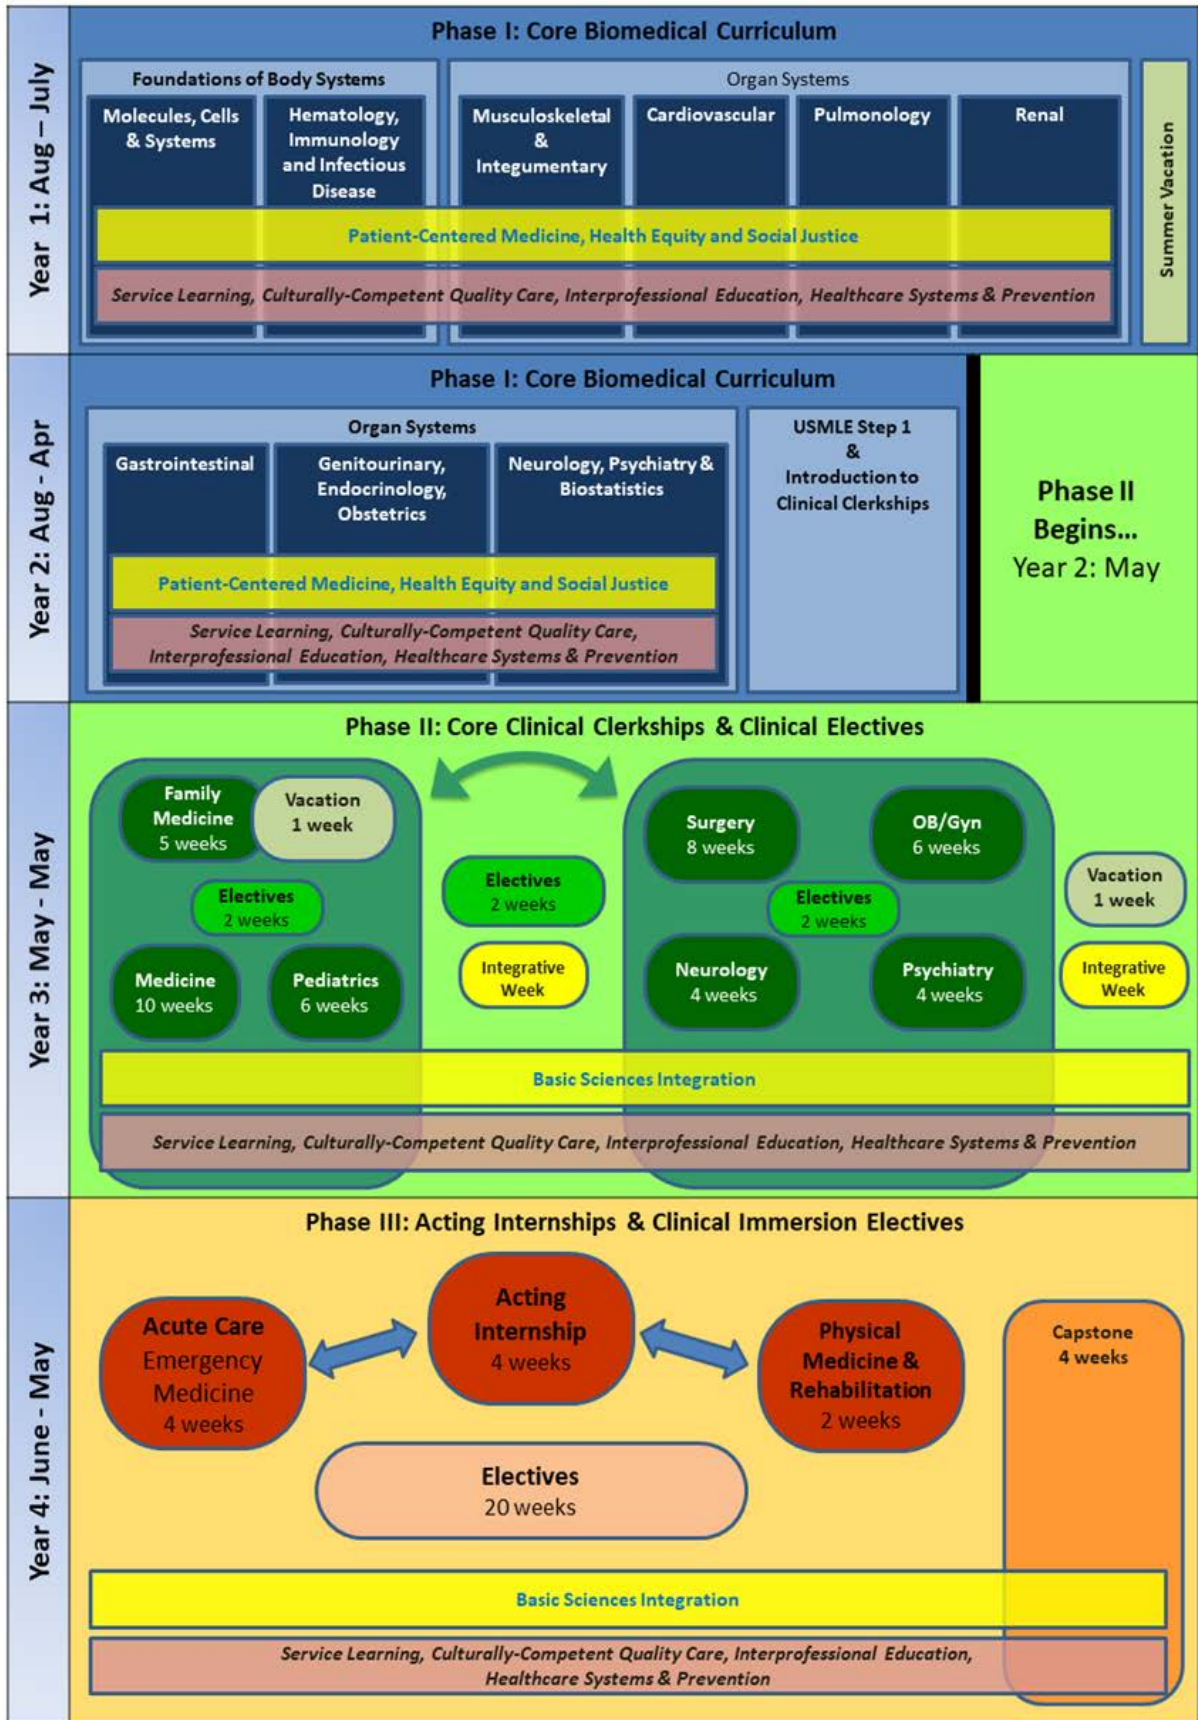 Year 1: Aug – July
Phase I: Core Biomedical Curriculum
Foundations of Body Systems
Molecules, Cells
& Systems
Hematology,
Immunology
and Infectious
Disease
Organ Systems
Musculoskeletal
&
Integumentary
Cardiovascular
Pulmonology
Renal
Summer Vacation
Patient-Centered Medicine, Health Equity and Social Justice
Service Learning, Culturally-Competent Quality Care, Interprofessional Education, Healthcare Systems & Prevention
Year 2: Aug - Apr
Phase I: Core Biomedical Curriculum
Organ Systems
Gastrointestinal
Genitourinary,
Endocrinology,
Obstetrics
Neurology, Psychiatry &
Biostatistics
Patient-Centered Medicine, Health Equity and Social Justice
Service Learning, Culturally-Competent Quality Care,
Interprofessional Education, Healthcare Systems & Prevention
USMLE Step 1
&
Introduction to
Clinical Clerkships
Phase II
Begins...
Year 2: May
Year 3: May - May
Phase II: Core Clinical Clerkships & Clinical Electives
Family
Medicine
5 weeks
Vacation
1 week
Electives
2 weeks
Medicine
10 weeks
Pediatrics
6 weeks
Electives
2 weeks
Integrative
Week
Surgery
8 weeks
OB/Gyn
6 weeks
Electives
2 weeks
Neurology
4 weeks
Psychiatry
4 weeks
Vacation
1 week
Integrative
Week
Basic Sciences Integration
Service Learning, Culturally-Competent Quality Care, Interprofessional Education, Healthcare Systems & Prevention
Year 4: June - May
Phase III: Acting Internships & Clinical Immersion Electives
Acute Care
Emergency
Medicine
4 weeks
Acting
Internship
4 weeks
Physical
Medicine &
Rehabilitation
2 weeks
Capstone
4 weeks
Electives
20 weeks
Basic Sciences Integration
Service Learning, Culturally-Competent Quality Care, Interprofessional Education,
Healthcare Systems & Prevention